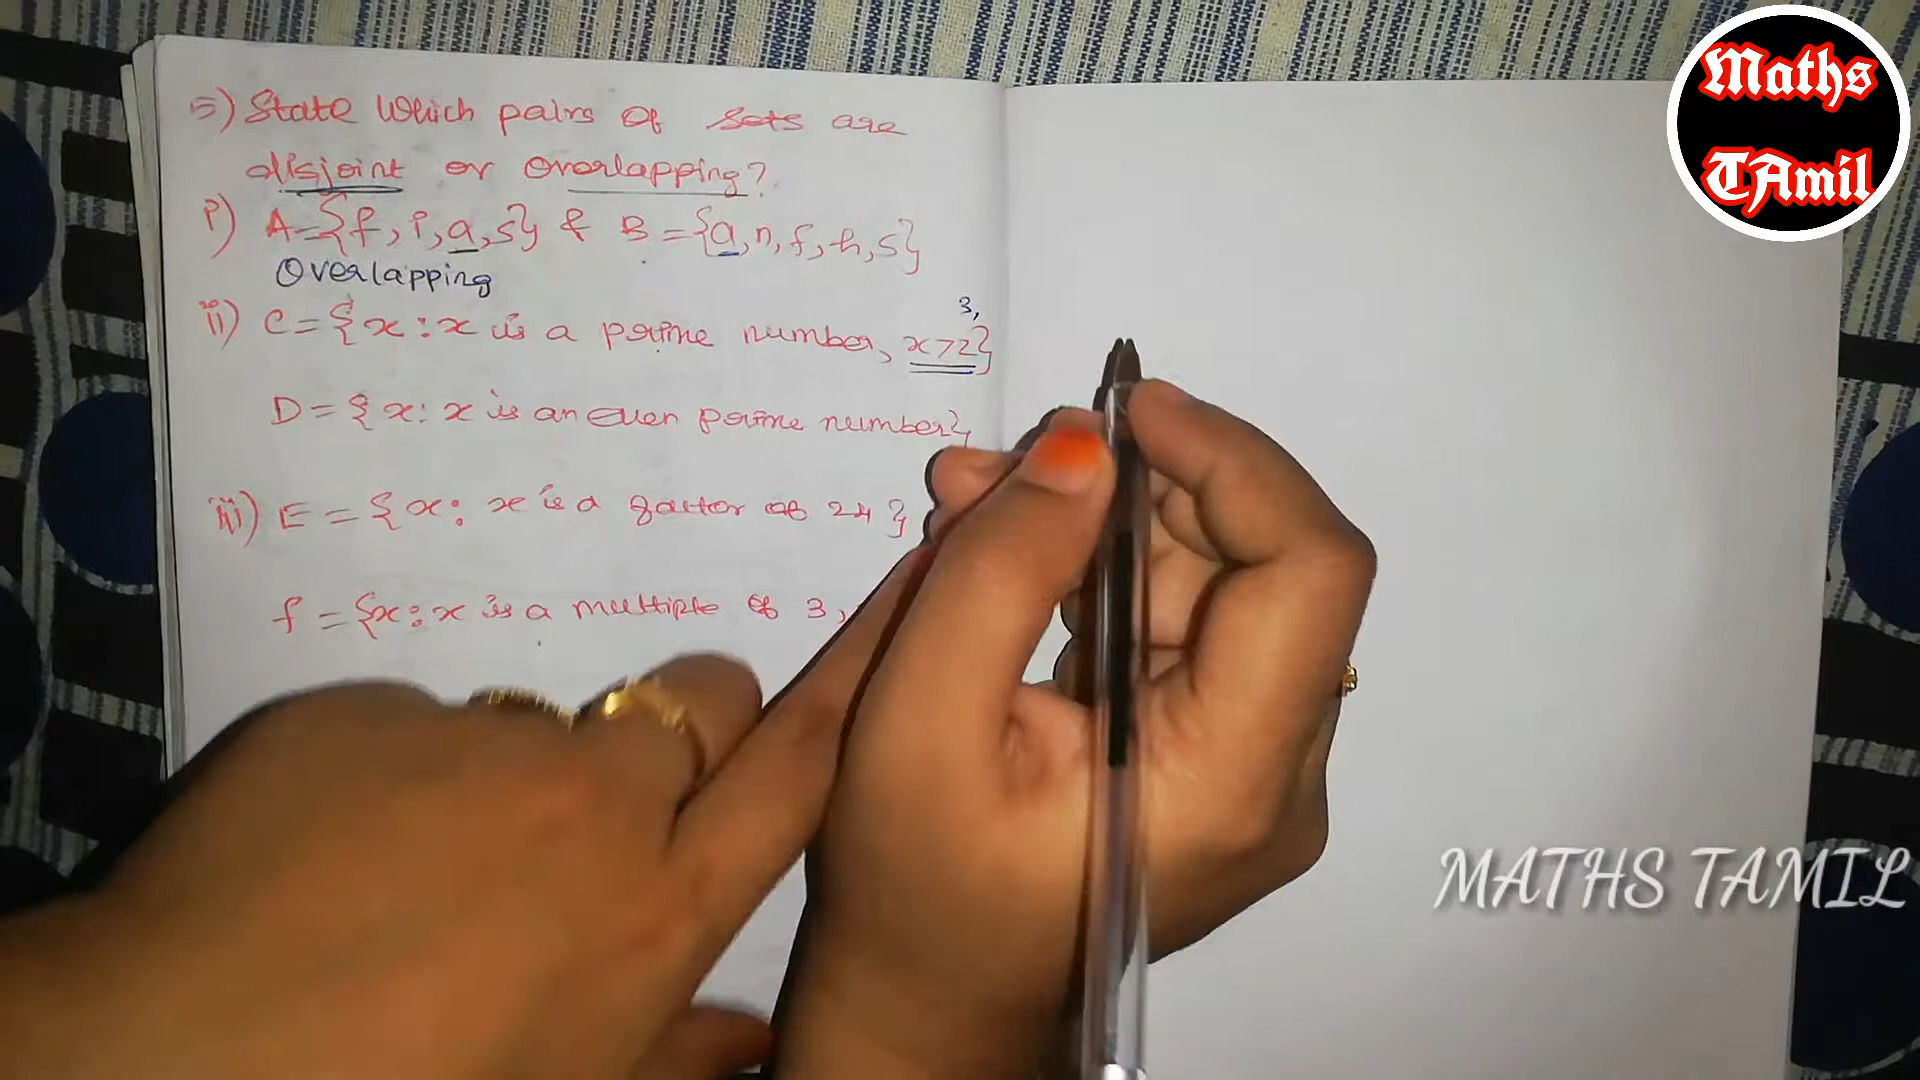 5) State Which pairs of sets are
disjoint or Overlapping?
i) A={f, i, a, s} & B={a, n, f, h, s}
Overlapping
3,
ii) C={x : x is a prime number, x>2}
D={x: x is an even prime number}
iii) E={x: x is a factor of 24}
f={x: x is a multiple of 3,
Maths
TAmil
MATHS TAMIL